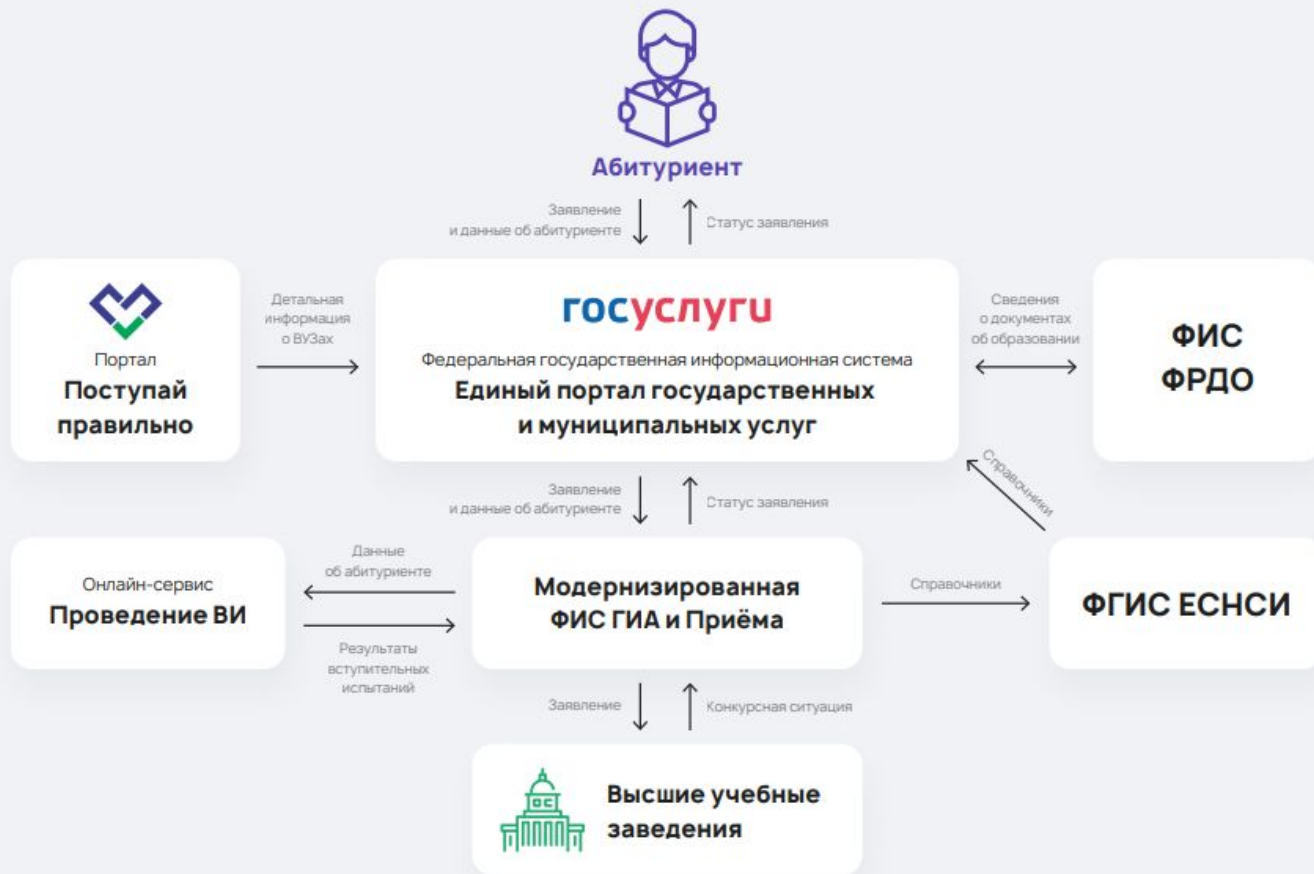 Абитуриент
Заявление
и данные об абитуриенте
Статус заявления
Портал
Поступай
правильно
Детальная
информация
о ВУЗах
госуслуги
Федеральная государственная информационная система
Единый портал государственных
и муниципальных услуг
Сведения
о документах
об образовании
ФИС
ФРДО
Заявление
и данные об абитуриенте
Статус заявления
Справочники
Онлайн-сервис
Проведение ВИ
Данные
об абитуриенте
Результаты
вступительных
испытаний
Модернизированная
ФИС ГИА и Приёма
Справочники
ФГИС ЕСНСИ
Заявление
Конкурсная ситуация
Высшие учебные
заведения